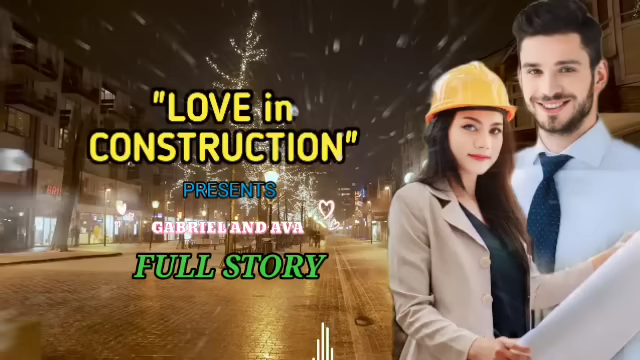 "LOVE in
CONSTRUCTION"
PRESENTS
GABRIEL AND AVA
FULL STORY